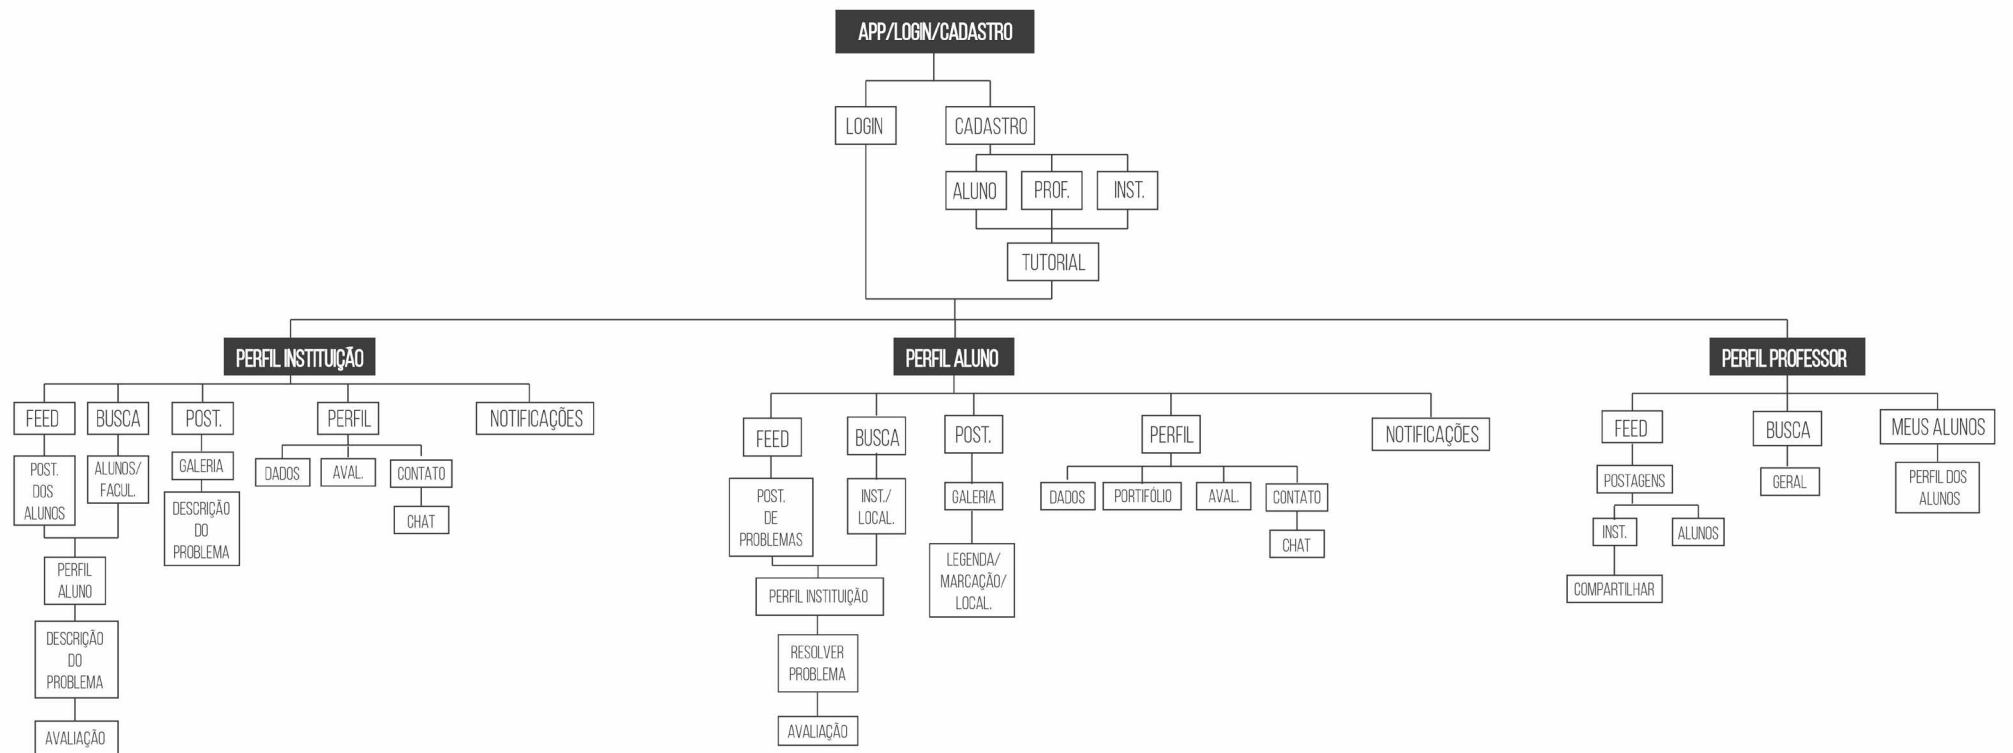 APP/LOGIN/CADASTRO
LOGIN
CADASTRO
ALUNO
PROF.
INST.
TUTORIAL
PERFIL INSTITUIÇÃO
FEED
BUSCA
POST.
PERFIL
NOTIFICAÇÕES
POST.
DOS
ALUNOS
ALUNOS/
FACUL.
GALERIA
DESCRIÇÃO
DO
PROBLEMA
DADOS
AVAL.
CONTATO
CHAT
PERFIL
ALUNO
DESCRIÇÃO
DO
PROBLEMA
AVALIAÇÃO
PERFIL ALUNO
FEED
BUSCA
POST.
PERFIL
NOTIFICAÇÕES
POST.
DE
PROBLEMAS
INST./
LOCAL.
GALERIA
LEGENDA/
MARCAÇÃO/
LOCAL.
DADOS
PORTIFÓLIO
AVAL.
CONTATO
CHAT
PERFIL INSTITUIÇÃO
RESOLVER
PROBLEMA
AVALIAÇÃO
PERFIL PROFESSOR
FEED
BUSCA
MEUS ALUNOS
POSTAGENS
GERAL
PERFIL DOS
ALUNOS
INST.
ALUNOS
COMPARTILHAR